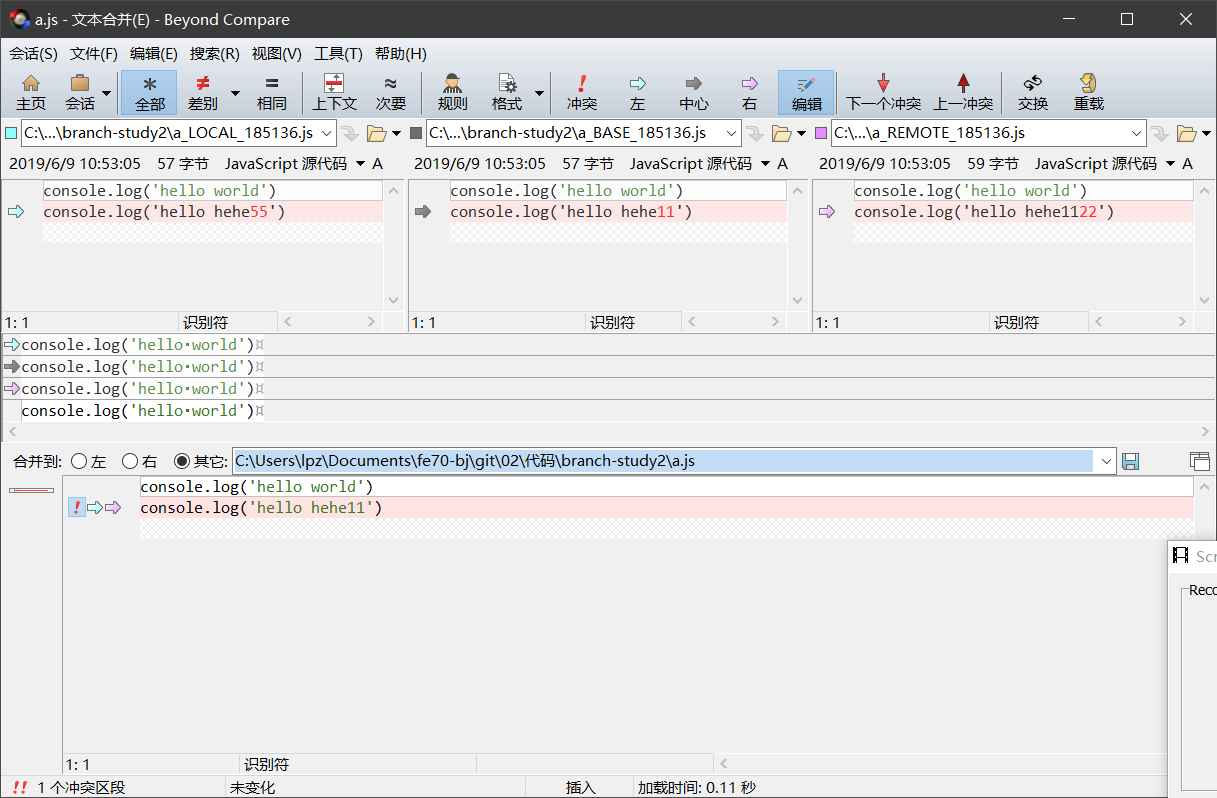 a.js - 文本合并(E) - Beyond Compare
会话(S) 文件(F) 编辑(E) 搜索(R) 视图(V) 工具(T) 帮助(H)
主页 会话 全部 差别 相同 上下文 次要 规则 格式 冲突 左 中心 右 编辑 下一个冲突 上一冲突 交换 重载
C:\...\branch-study2\a_LOCAL_185136.js C:\...\branch-study2\a_BASE_185136.js C:\...\a_REMOTE_185136.js
2019/6/9 10:53:05 57 字节 JavaScript 源代码 A 2019/6/9 10:53:05 57 字节 JavaScript 源代码 A 2019/6/9 10:53:05 59 字节 JavaScript 源代码 A
console.log('hello world') console.log('hello world') console.log('hello world')
console.log('hello hehe55') console.log('hello hehe11') console.log('hello hehe1122')
1: 1 识别符 1: 1 识别符 1: 1 识别符
console.log('hello·world')¤
console.log('hello·world')¤
console.log('hello·world')¤
console.log('hello·world')¤
合并到: 左 右 其它: C:\Users\lpz\Documents\fe70-bj\git\02\代码\branch-study2\a.js
console.log('hello world')
console.log('hello hehe11')
Scr
Reco
1: 1 识别符
!! 1 个冲突区段 未变化 插入 加载时间: 0.11 秒